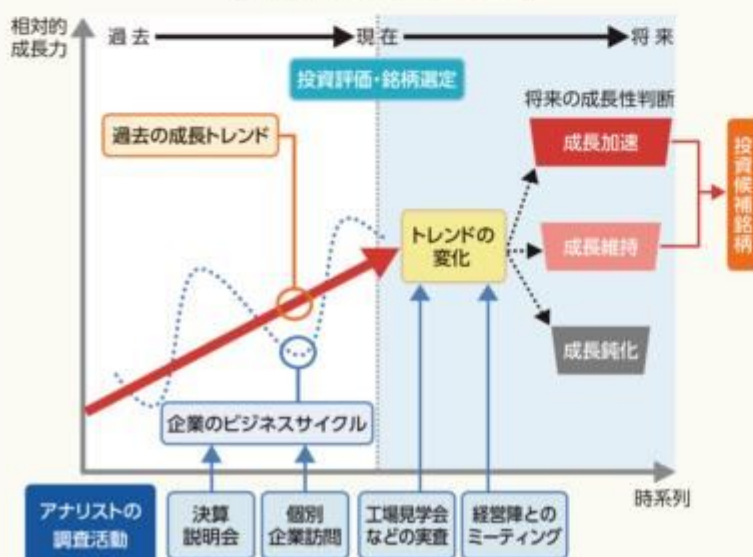 相対的
成長力
過去
現在
将来
投資評価・銘柄選定
将来の成長性判断
過去の成長トレンド
成長加速
投資候補銘柄
トレンドの
変化
成長維持
成長鈍化
企業のビジネスサイクル
時系列
アナリストの
調査活動
決算
説明会
個別
企業訪問
工場見学会
などの実査
経営陣との
ミーティング